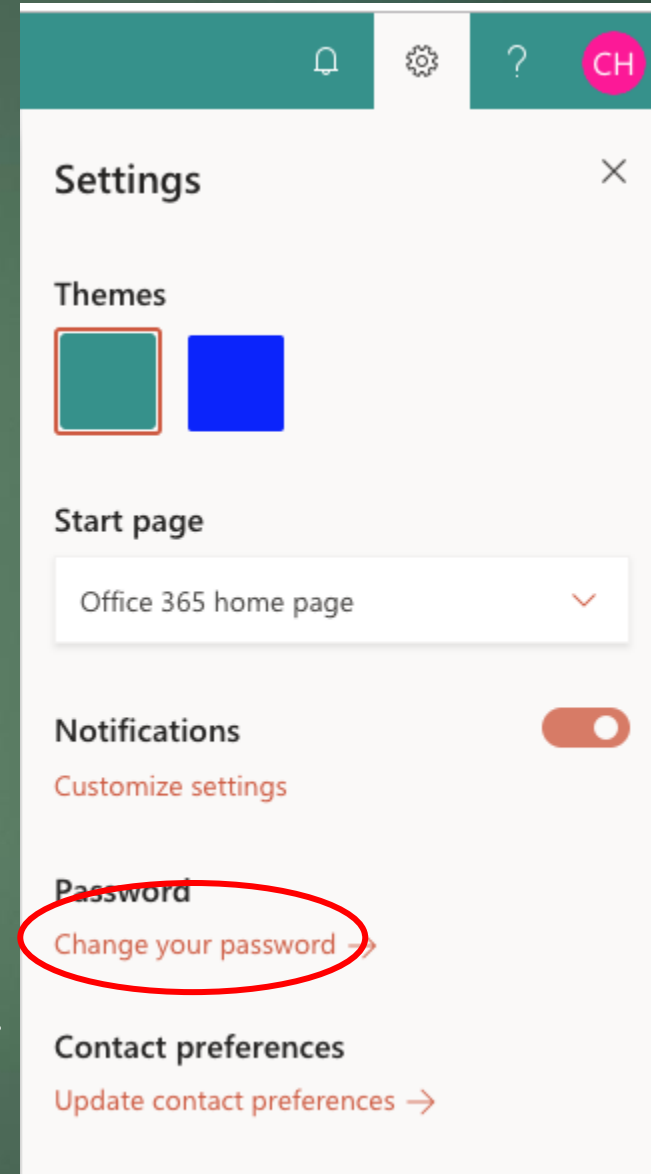 ?
CH
Settings
Themes
Start page
Office 365 home page
Notifications
Customize settings
Password
Change your password →
Contact preferences
Update contact preferences →